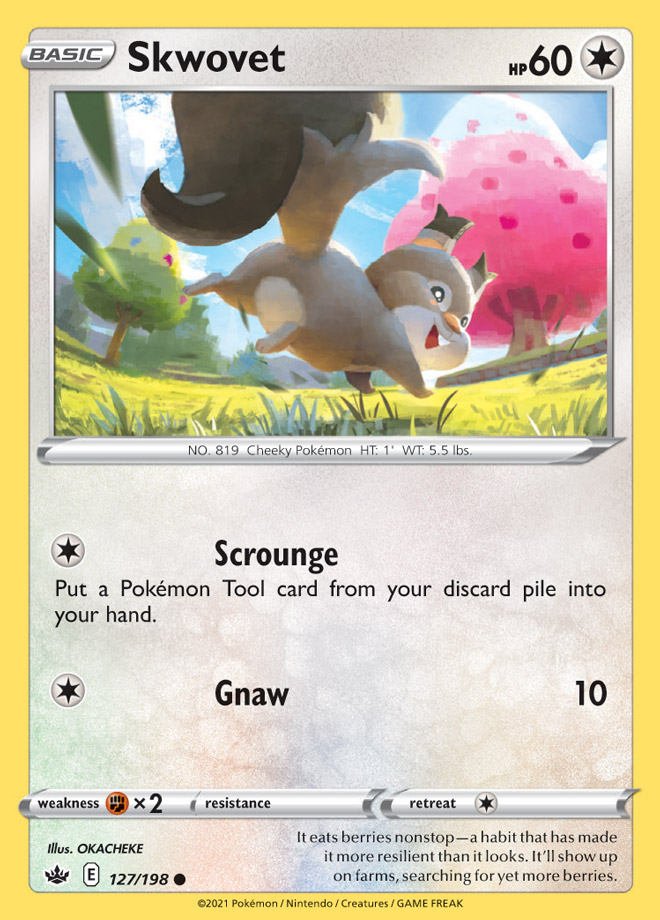 BASIC Skwovet HP60
NO. 819 Cheeky Pokémon HT: 1' WT: 5.5 lbs.
Scrounge
Put a Pokémon Tool card from your discard pile into
your hand.
Gnaw 10
weakness ×2 resistance retreat
Illus. OKACHEKE
E 127/198
It eats berries nonstop—a habit that has made
it more resilient than it looks. It'll show up
on farms, searching for yet more berries.
©2021 Pokémon / Nintendo / Creatures / GAME FREAK